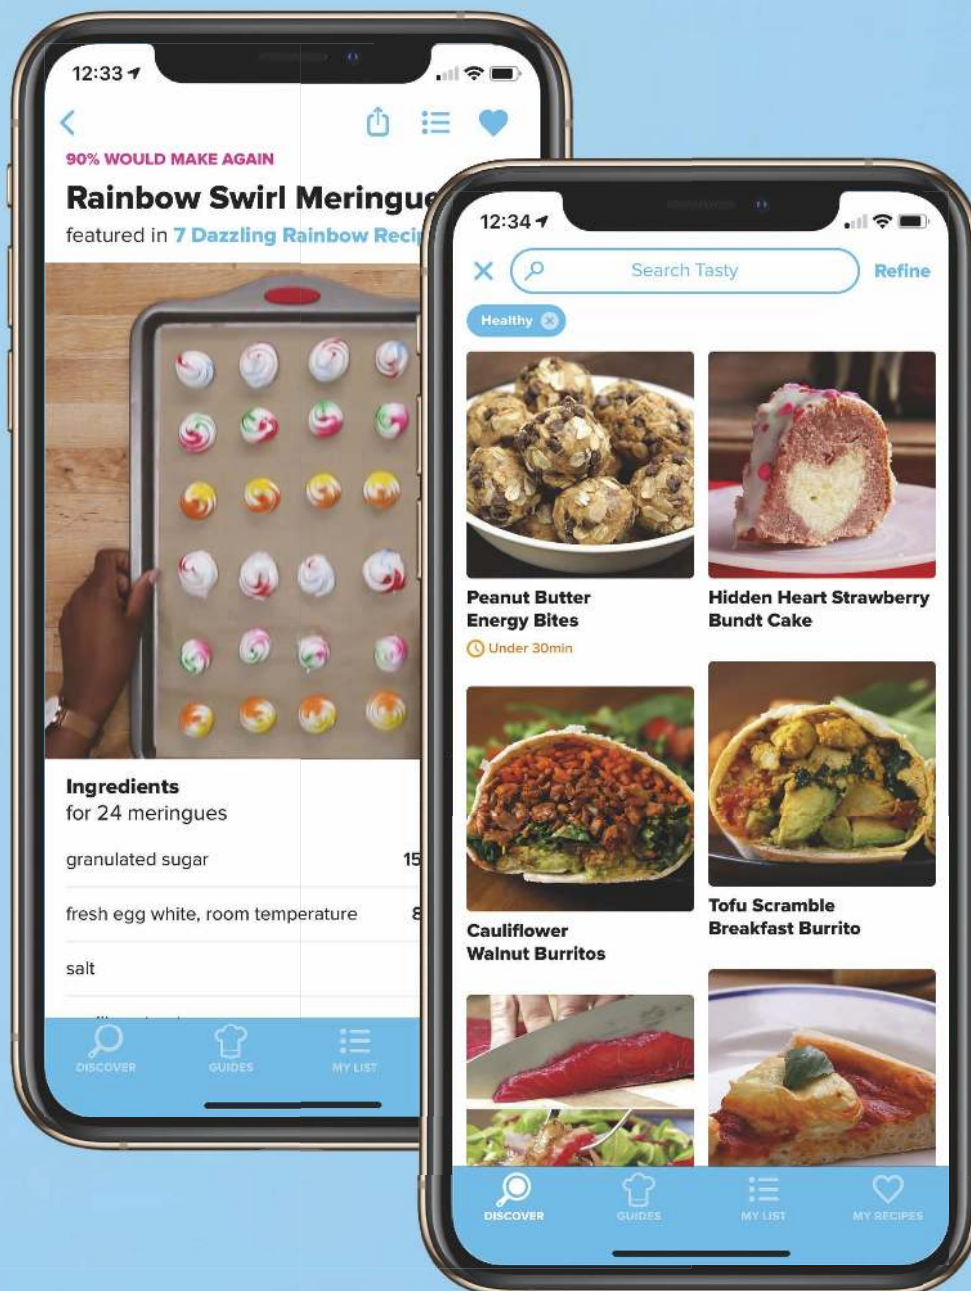 12:33
90% WOULD MAKE AGAIN
Rainbow Swirl Meringue
featured in 7 Dazzling Rainbow
Ingredients
for 24 meringues
granulated sugar 15
fresh egg white, room temperature 8
salt
DISCOVER GUIDES MY LIST
12:34
Search Tasty Refine
Healthy
Peanut Butter
Energy Bites
Under 30min
Hidden Heart Strawberry
Bundt Cake
Cauliflower
Walnut Burritos
Tofu Scramble
Breakfast Burrito
DISCOVER GUIDES MY LIST MY RECIPES